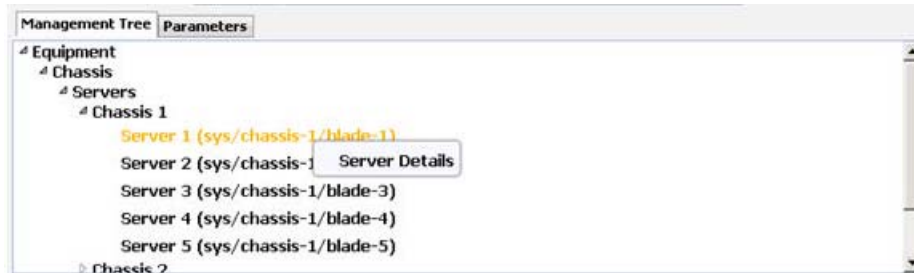 Management Tree Parameters
Equipment
Chassis
Servers
Chassis 1
Server 1 (sys/chassis-1/blade-1)
Server 2 (sys/chassis-1 Server Details
Server 3 (sys/chassis-1/blade-3)
Server 4 (sys/chassis-1/blade-4)
Server 5 (sys/chassis-1/blade-5)
Chassis 2